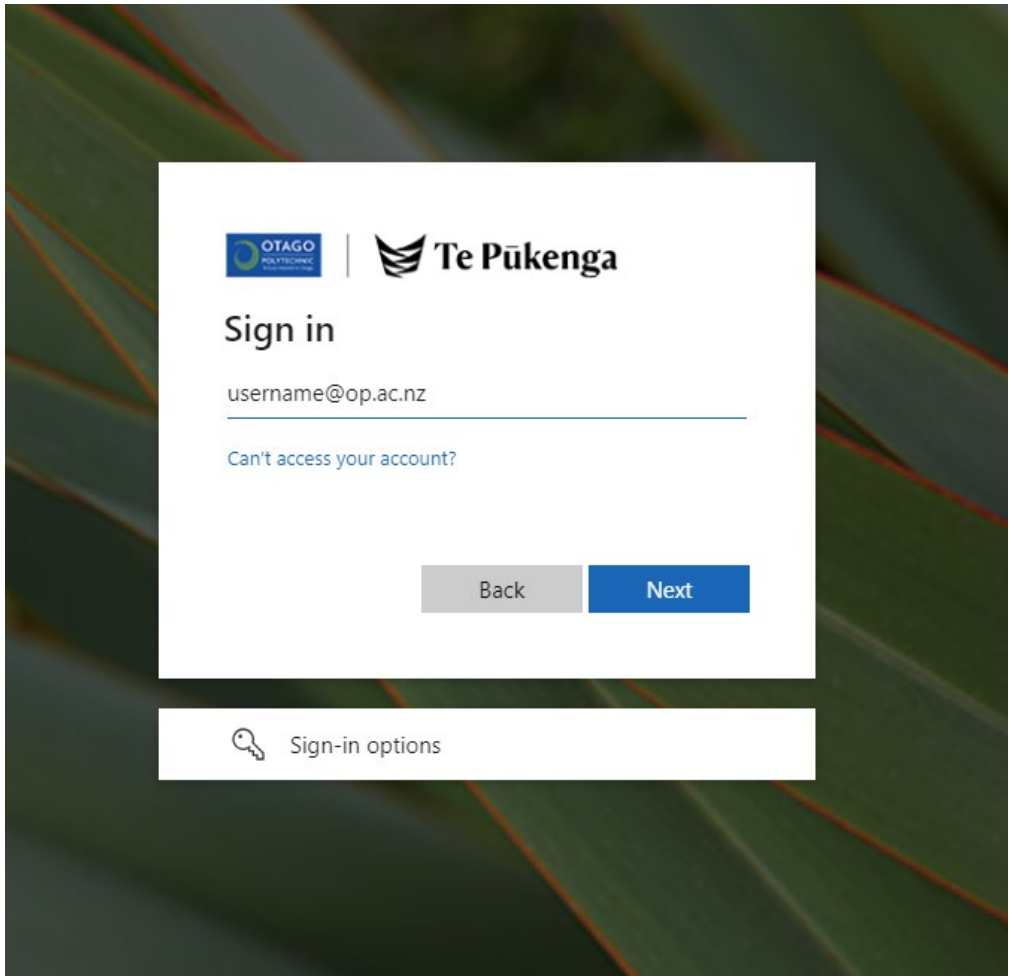 OTAGO
POLYTECHNIC
Te Pūkenga
Sign in
username@op.ac.nz
Can't access your account?
Back
Next
Sign-in options